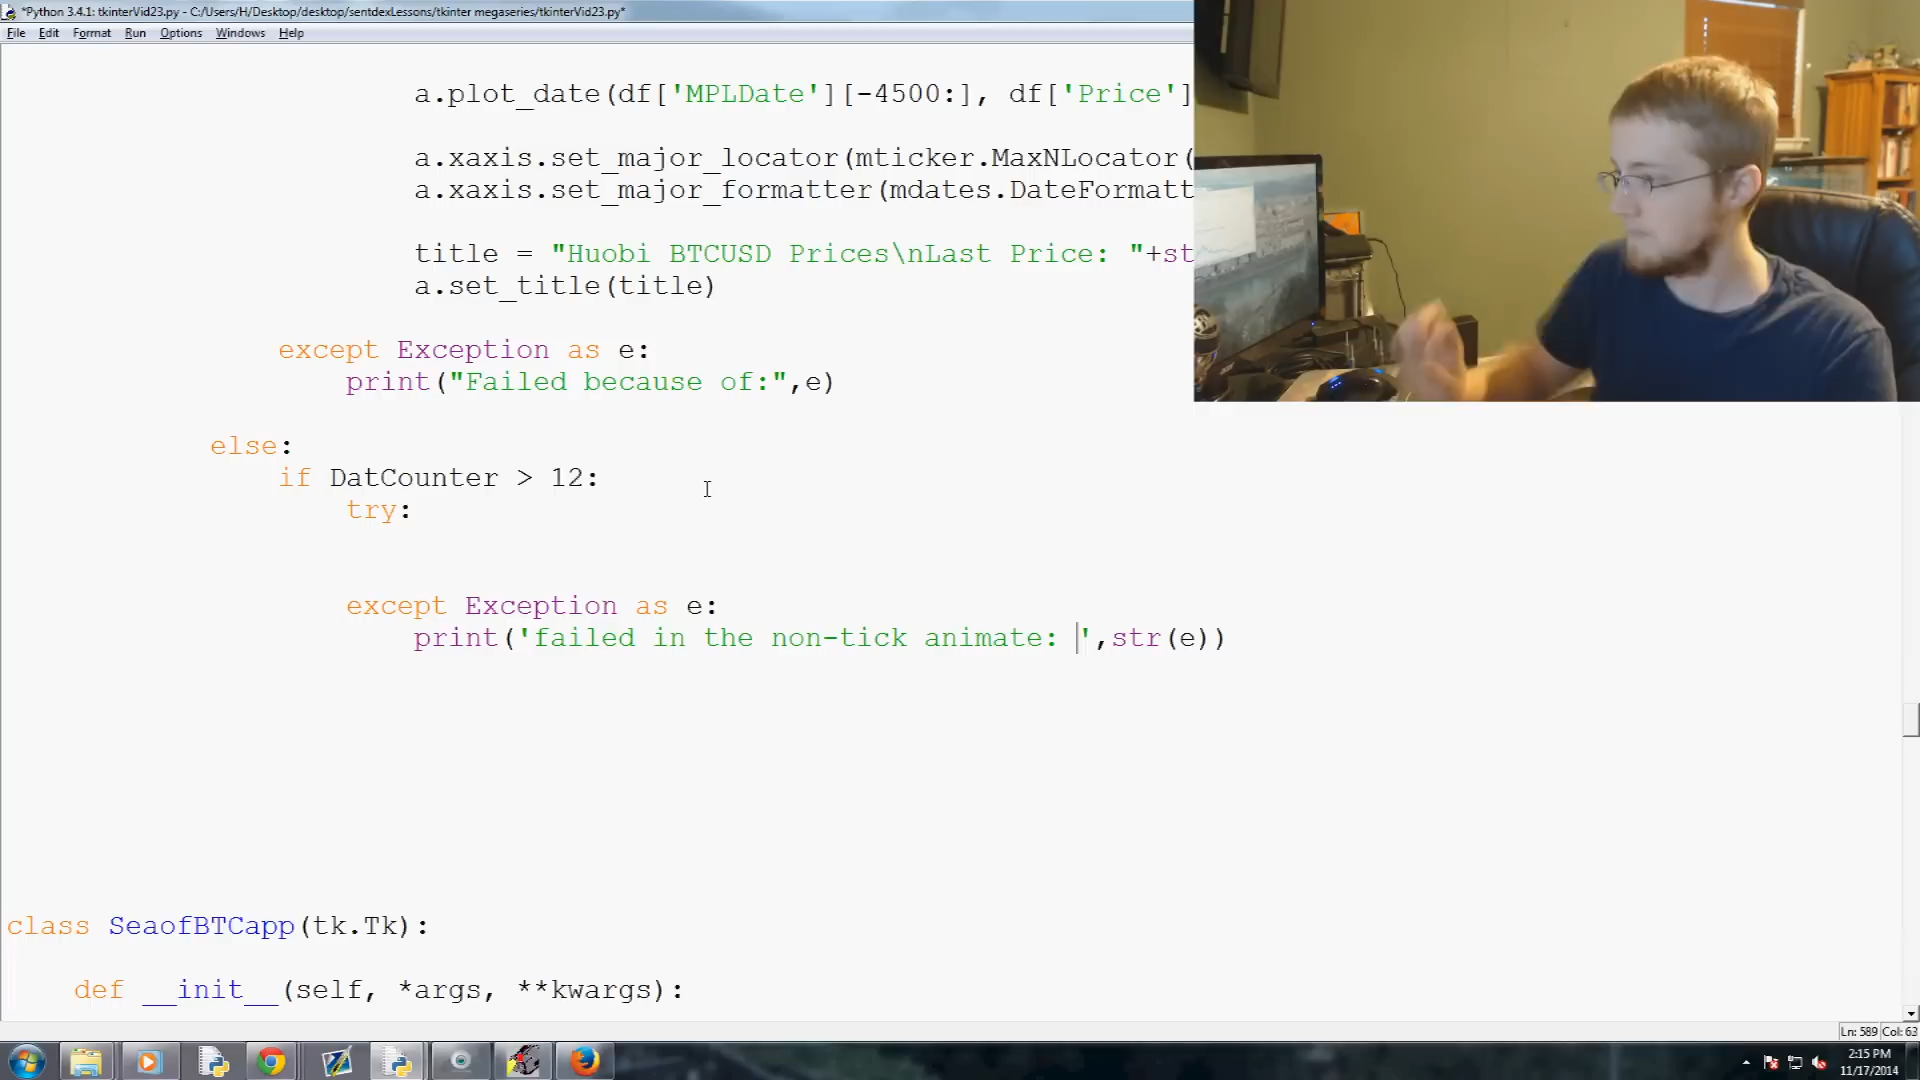 *Python 3.4.1: tkinterVid23.py - C:/Users/H/Desktop/desktop/sentdexLessons/tkinter megaseries/tkinterVid23.py*
File Edit Format Run Options Windows Help
a.plot_date(df['MPLDate'][-4500:], df['Price']
a.xaxis.set_major_locator(mticker.MaxNLocator(
a.xaxis.set_major_formatter(mdates.DateFormatt
title = "Huobi BTCUSD Prices\nLast Price: "+st
a.set_title(title)
except Exception as e:
print("Failed because of:",e)
else:
if DatCounter > 12:
try:
except Exception as e:
print('failed in the non-tick animate: ',str(e))
class SeaofBTCapp(tk.Tk):
def __init__(self, *args, **kwargs):
Ln: 589 Col: 63
2:15 PM
11/17/2014